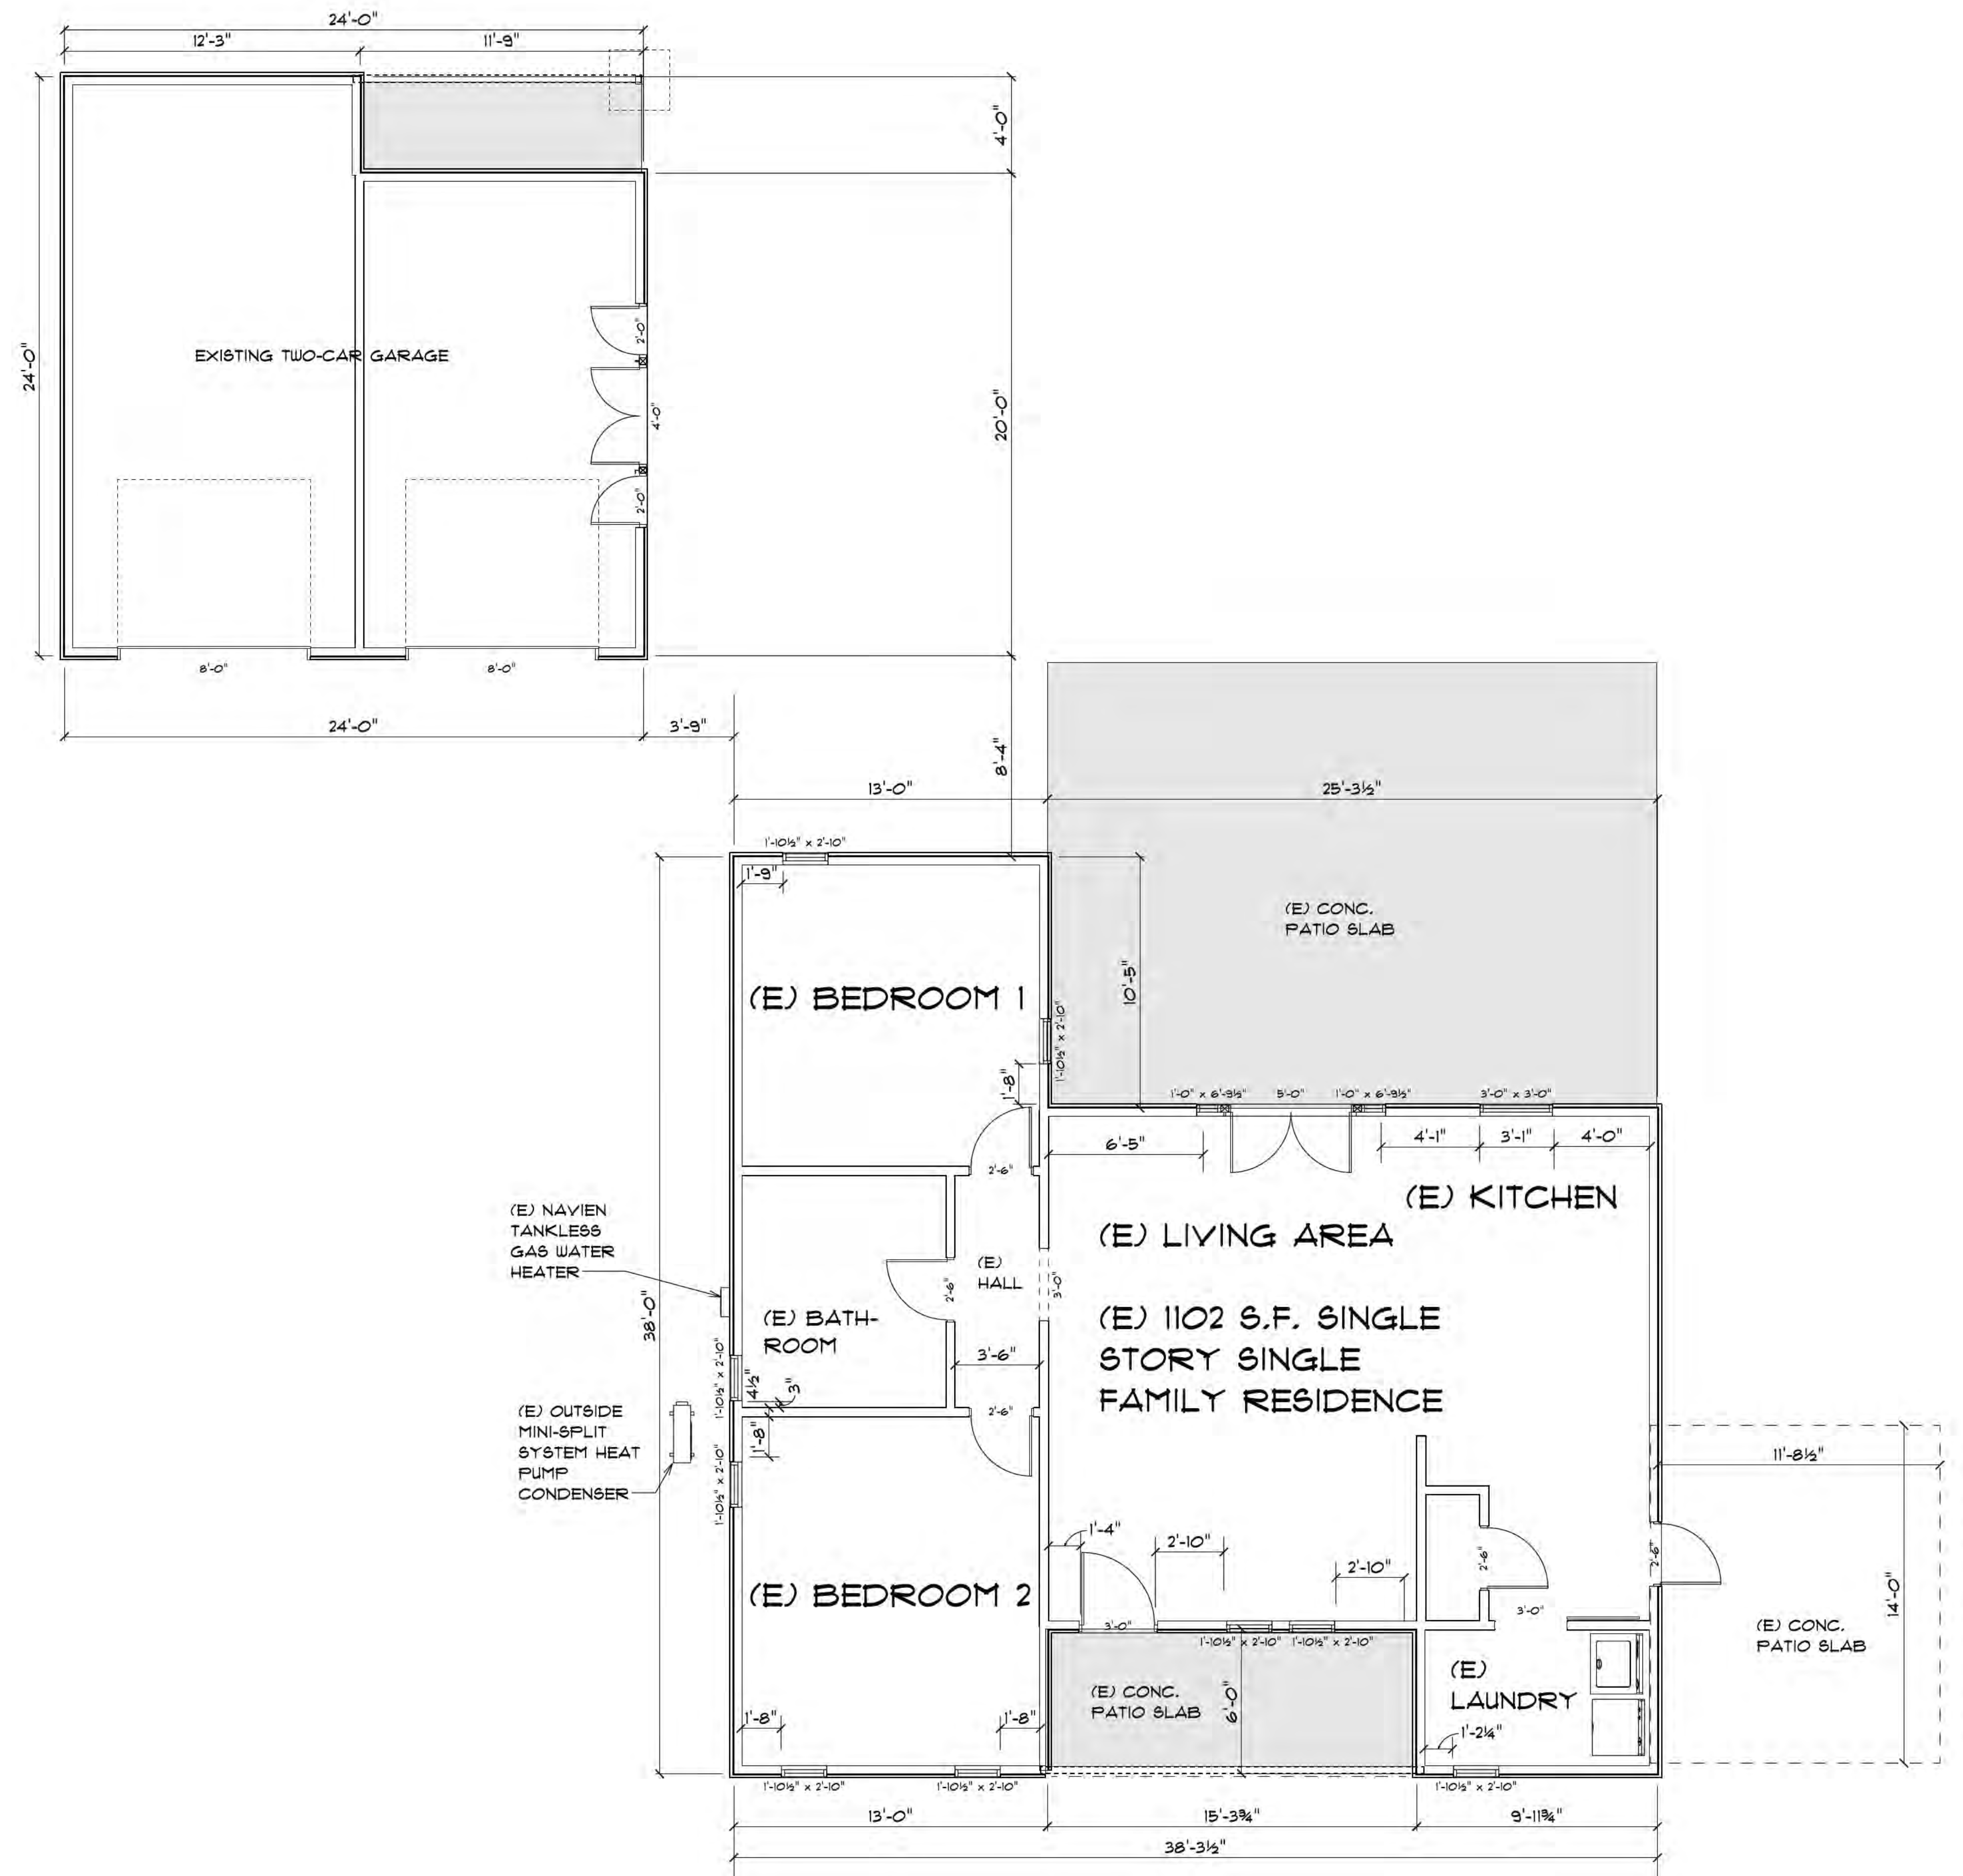 24'-0"
12'-3"
11'-9"
4'-0"
24'-0"
EXISTING TWO-CAR GARAGE
2'-0"
4'-0"
2'-0"
20'-0"
8'-0"
8'-0"
24'-0"
3'-9"
8'-4"
13'-0"
25'-3½"
1'-10½" x 2'-10"
1'-9"
(E) CONC.
PATIO SLAB
(E) BEDROOM 1
10'-5"
1'-10½" x 2'-10"
1'-8"
1'-0" x 6'-9½"
5'-0"
1'-0" x 6'-9½"
3'-0" x 3'-0"
6'-5"
4'-1"
3'-1"
4'-0"
2'-6"
(E) KITCHEN
(E) NAVIEN
TANKLESS
GAS WATER
HEATER
(E) LIVING AREA
(E)
HALL
2'-6"
3'-0"
38'-0"
(E) BATH-
ROOM
(E) 1102 S.F. SINGLE
STORY SINGLE
FAMILY RESIDENCE
3'-6"
1'-10½" x 2'-10"
4½"
3"
(E) OUTSIDE
MINI-SPLIT
SYSTEM HEAT
PUMP
CONDENSER
2'-6"
1'-8"
1'-10½" x 2'-10"
11'-8½"
1'-4"
2'-10"
2'-10"
2'-6"
2'-6"
14'-0"
(E) BEDROOM 2
3'-0"
3'-0"
1'-10½" x 2'-10"
1'-10½" x 2'-10"
(E) CONC.
PATIO SLAB
(E)
LAUNDRY
(E) CONC.
PATIO SLAB
6'-0"
1'-8"
1'-8"
1'-2¼"
1'-10½" x 2'-10"
1'-10½" x 2'-10"
1'-10½" x 2'-10"
13'-0"
15'-3¾"
9'-11¾"
38'-3½"